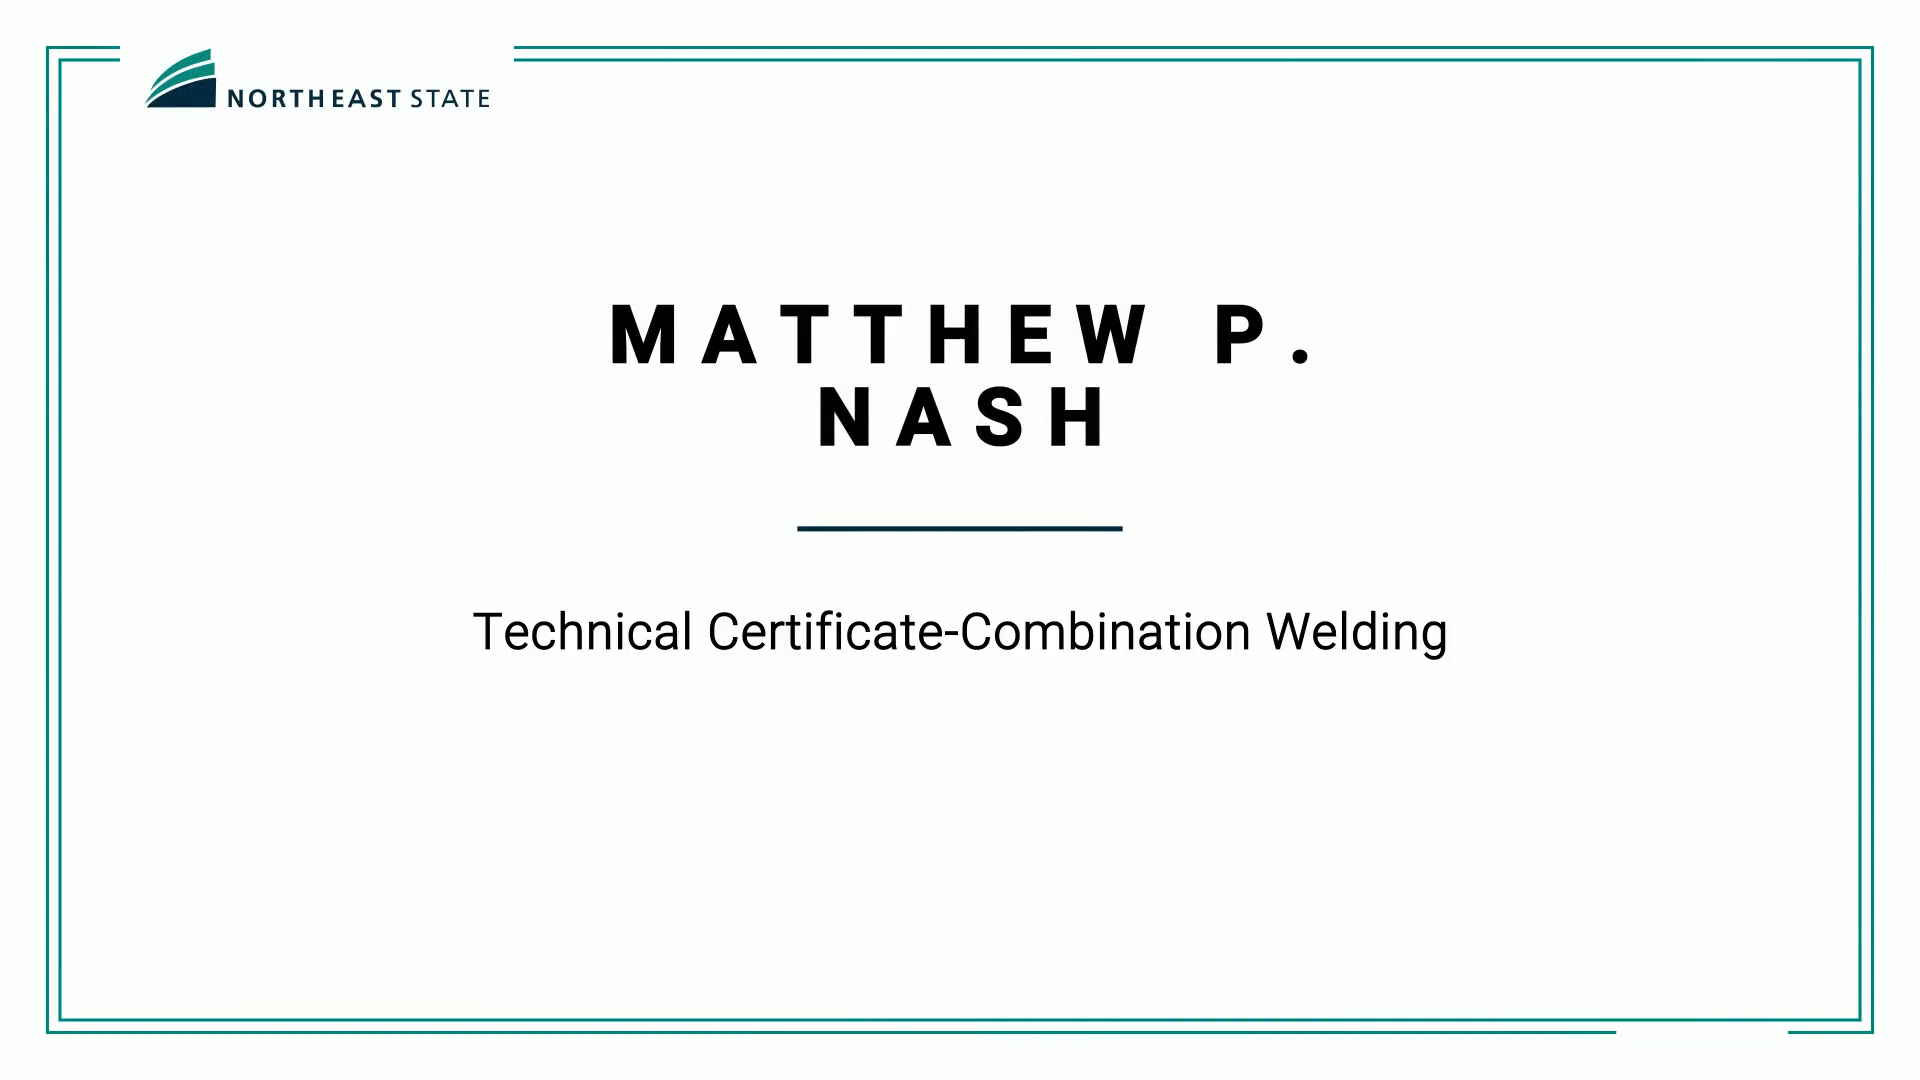 NORTHEAST STATE
MATTHEW P.
NASH
Technical Certificate-Combination Welding